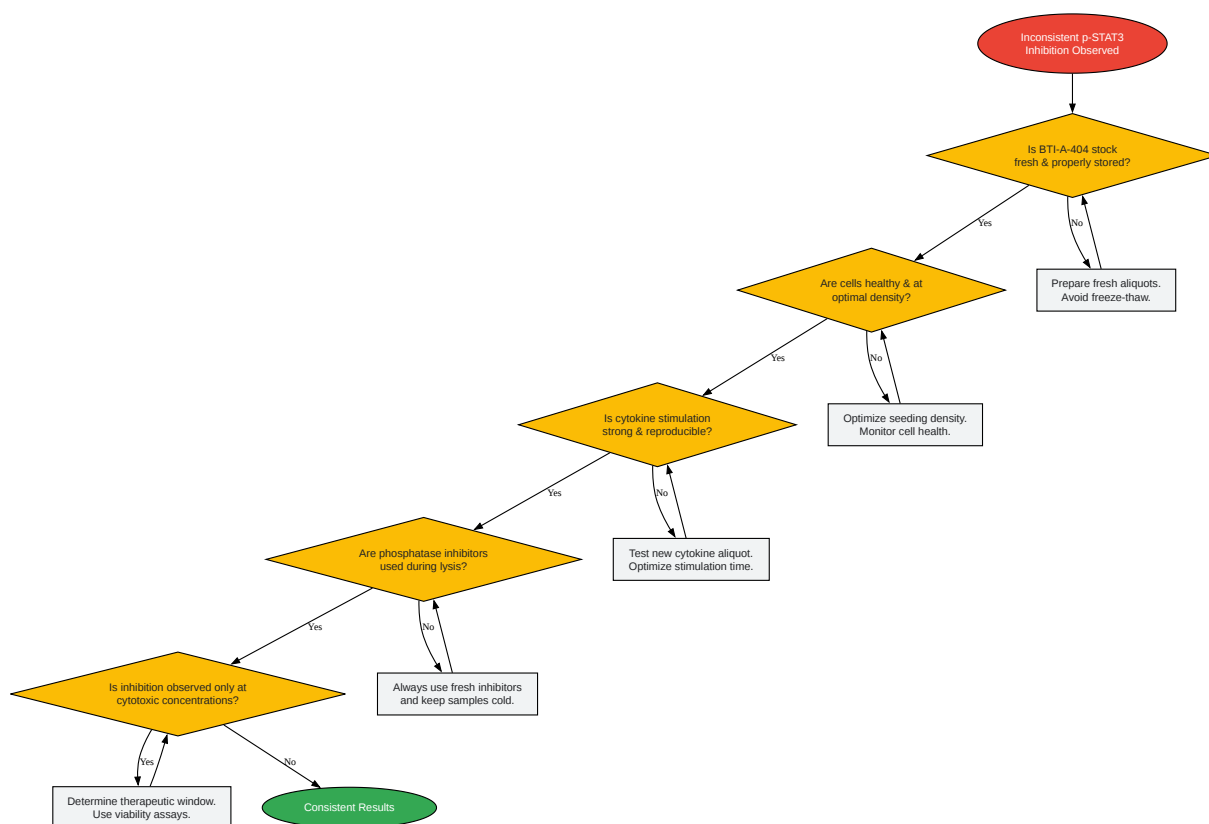 Inconsistent p-STAT3
Inhibition Observed
Is BTI-A-404 stock
fresh & properly stored?
Yes
No
Prepare fresh aliquots.
Avoid freeze-thaw.
Are cells healthy & at
optimal density?
Yes
No
Optimize seeding density.
Monitor cell health.
Is cytokine stimulation
strong & reproducible?
Yes
No
Test new cytokine aliquot.
Optimize stimulation time.
Are phosphatase inhibitors
used during lysis?
Yes
No
Always use fresh inhibitors
and keep samples cold.
Is inhibition observed only at
cytotoxic concentrations?
Yes
No
Determine therapeutic window.
Use viability assays.
Consistent Results